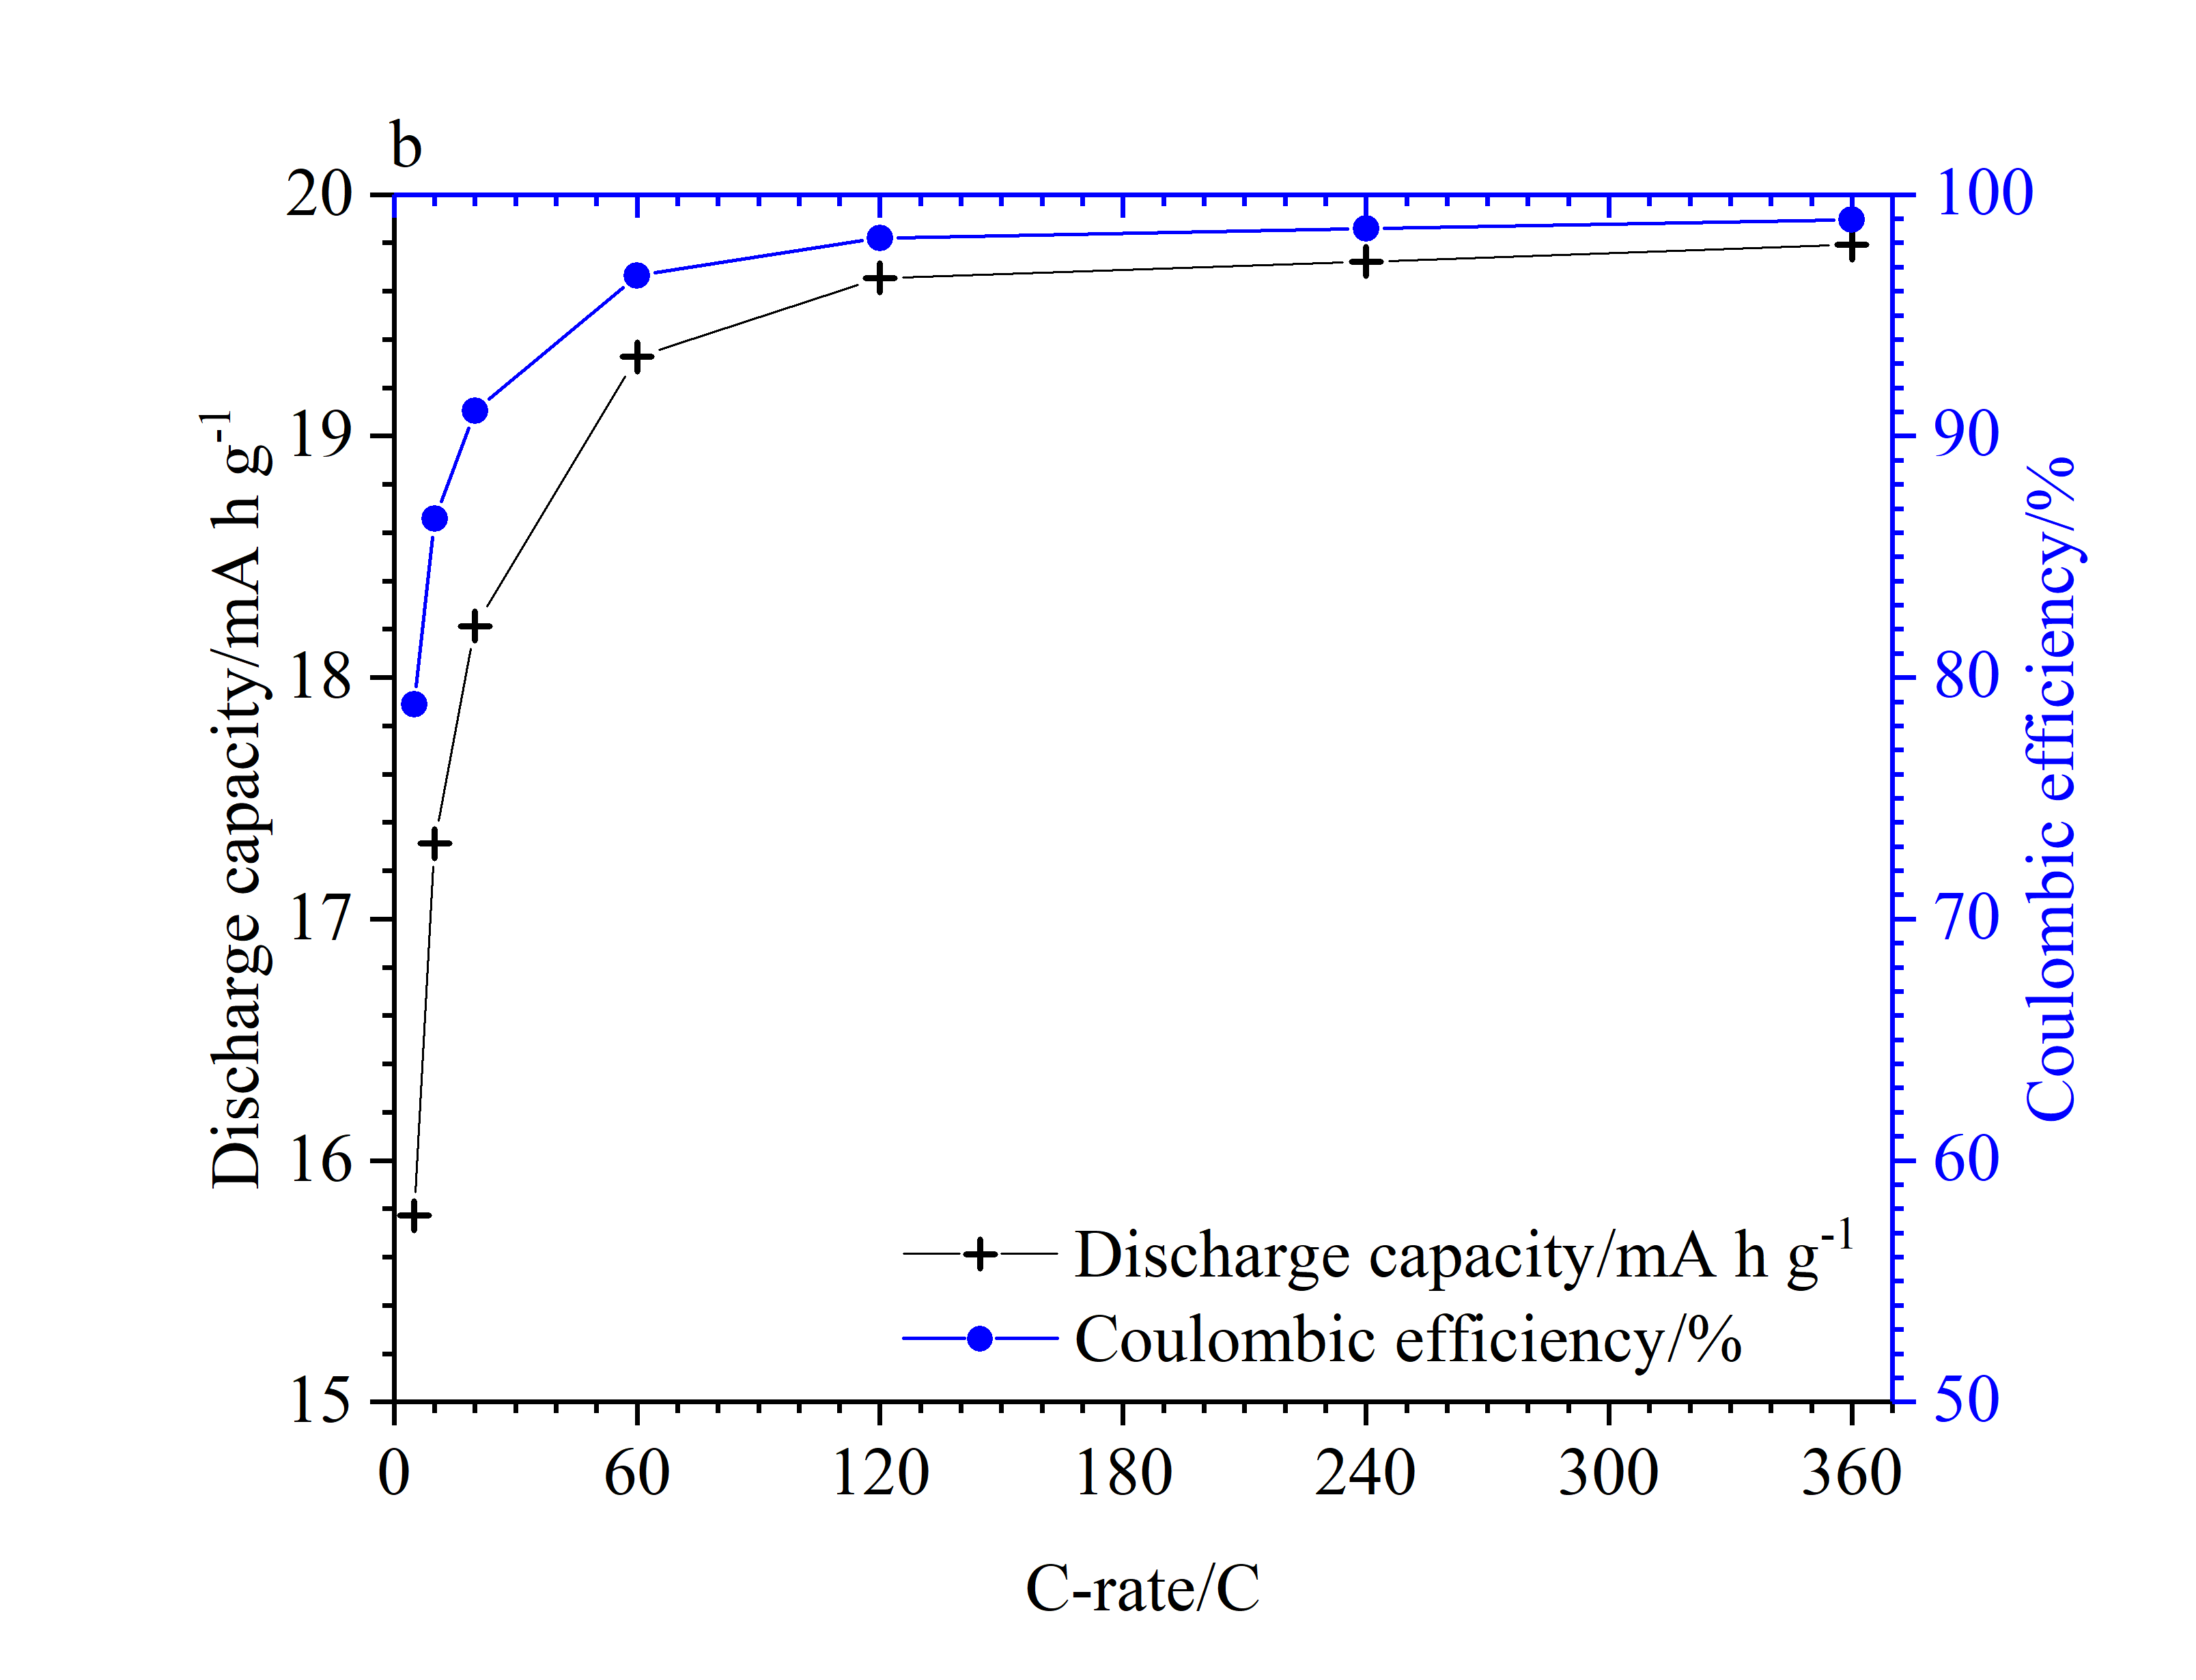 b
20
19
18
17
16
15
Discharge capacity/mA h g⁻¹
100
90
80
70
60
50
Coulombic efficiency/%
Discharge capacity/mA h g⁻¹
Coulombic efficiency/%
0 60 120 180 240 300 360
C-rate/C